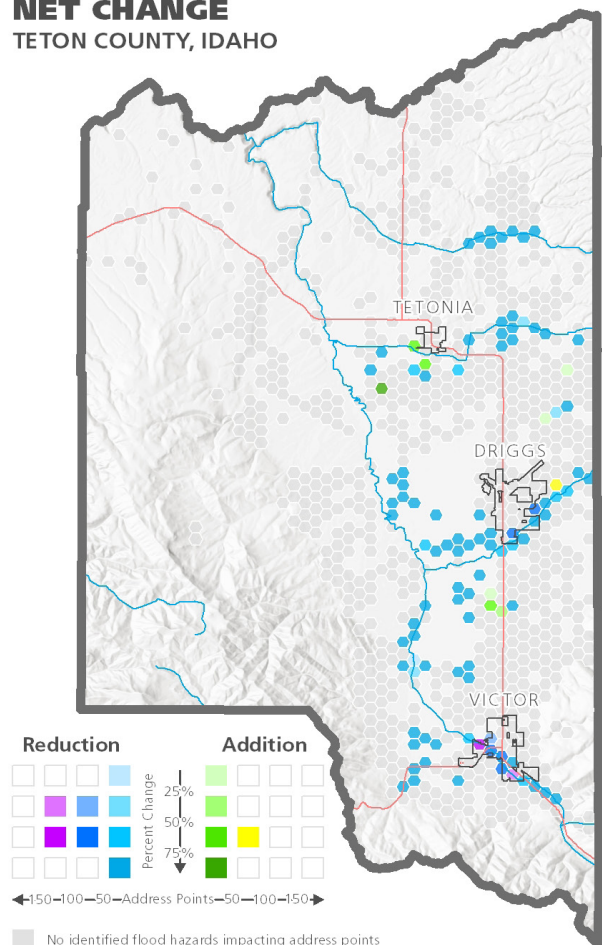 NET CHANGE
TETON COUNTY, IDAHO
TETONIA
DRIGGS
VICTOR
Reduction
Addition
Percent Change
25%
50%
75%
150 100 50 Address Points 50 100 150
No identified flood hazards impacting address points